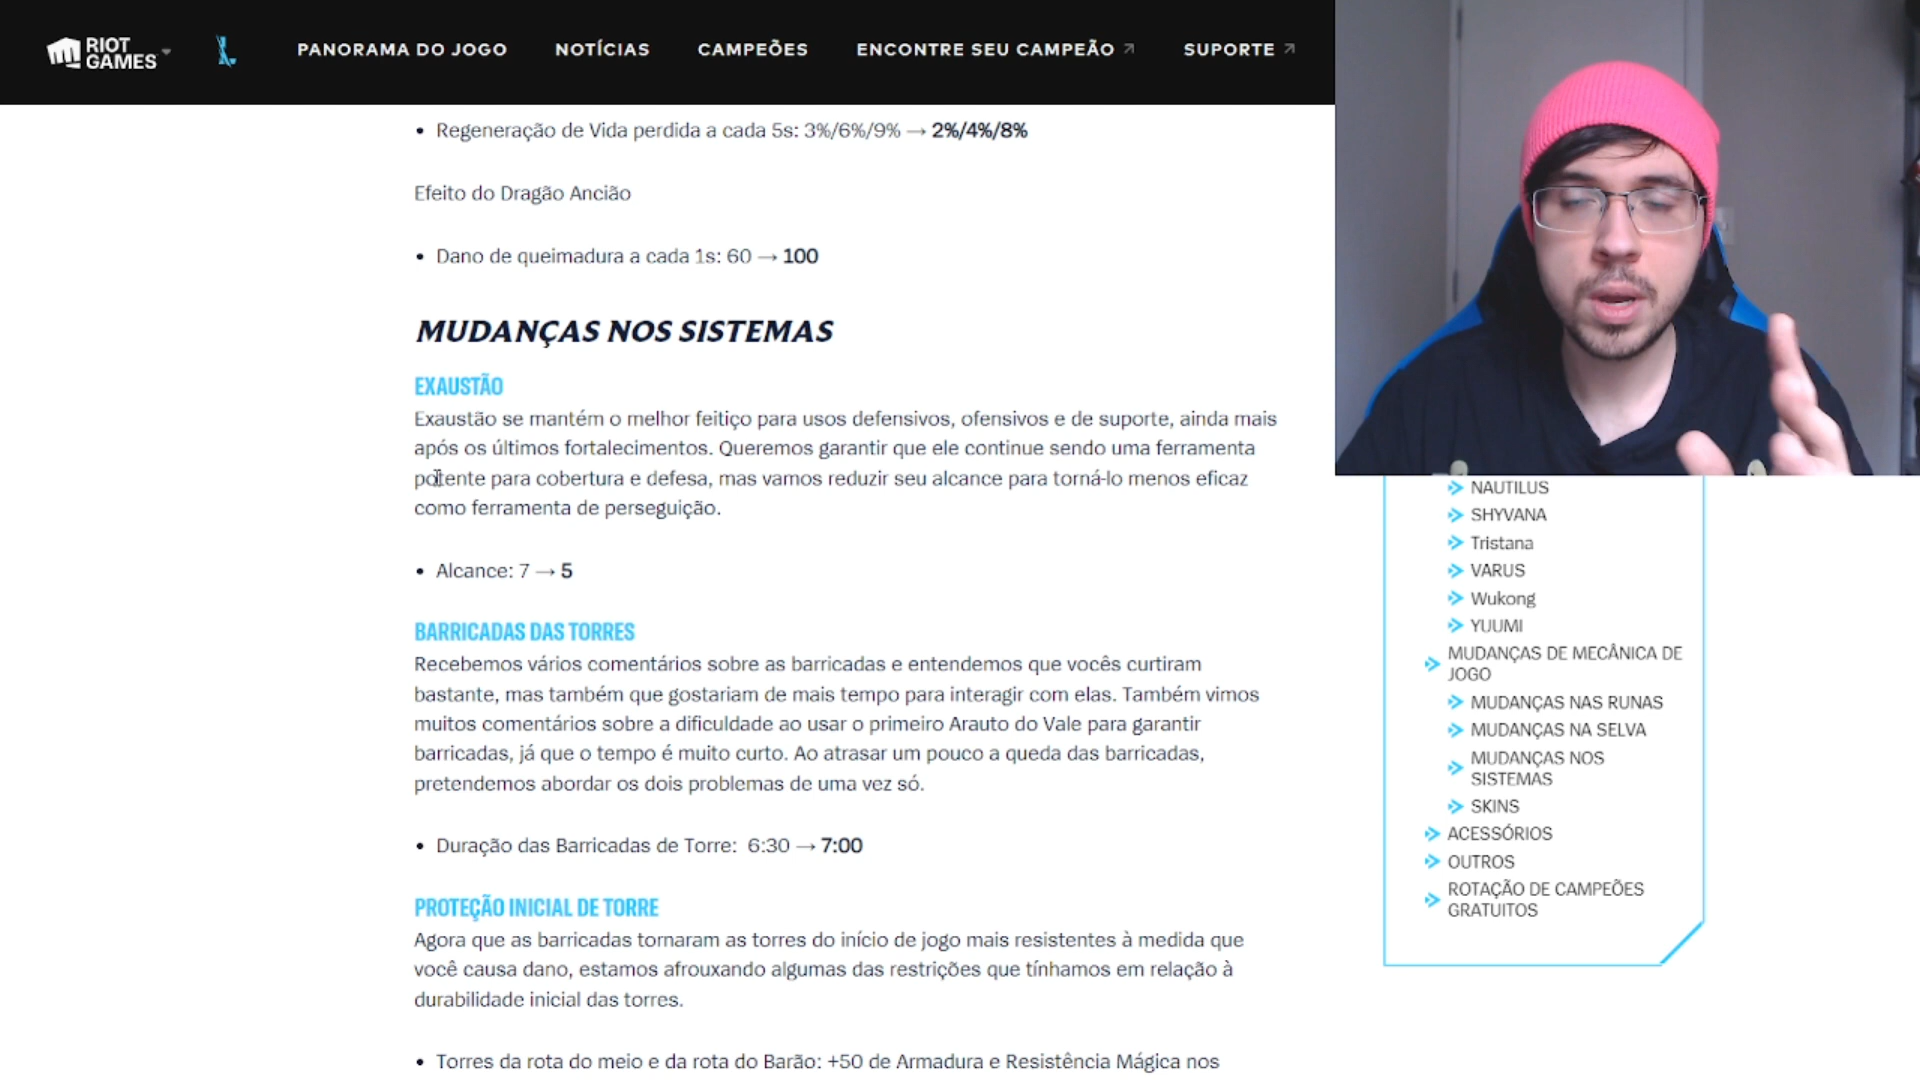 RIOT
GAMES
PANORAMA DO JOGO
NOTÍCIAS
CAMPEÕES
ENCONTRE SEU CAMPEÃO
SUPORTE
• Regeneração de Vida perdida a cada 5s: 3%/6%/9% → 2%/4%/8%
Efeito do Dragão Ancião
• Dano de queimadura a cada 1s: 60 → 100
MUDANÇAS NOS SISTEMAS
EXAUSTÃO
Exaustão se mantém o melhor feitiço para usos defensivos, ofensivos e de suporte, ainda mais
após os últimos fortalecimentos. Queremos garantir que ele continue sendo uma ferramenta
potente para cobertura e defesa, mas vamos reduzir seu alcance para torná-lo menos eficaz
como ferramenta de perseguição.
• Alcance: 7 → 5
BARRICADAS DAS TORRES
Recebemos vários comentários sobre as barricadas e entendemos que vocês curtiram
bastante, mas também que gostariam de mais tempo para interagir com elas. Também vimos
muitos comentários sobre a dificuldade ao usar o primeiro Arauto do Vale para garantir
barricadas, já que o tempo é muito curto. Ao atrasar um pouco a queda das barricadas,
pretendemos abordar os dois problemas de uma vez só.
• Duração das Barricadas de Torre: 6:30 → 7:00
PROTEÇÃO INICIAL DE TORRE
Agora que as barricadas tornaram as torres do início de jogo mais resistentes à medida que
você causa dano, estamos afrouxando algumas das restrições que tínhamos em relação à
durabilidade inicial das torres.
• Torres da rota do meio e da rota do Barão: +50 de Armadura e Resistência Mágica nos
NAUTILUS
SHYVANA
Tristana
VARUS
Wukong
YUUMI
MUDANÇAS DE MECÂNICA DE
JOGO
MUDANÇAS NAS RUNAS
MUDANÇAS NA SELVA
MUDANÇAS NOS
SISTEMAS
SKINS
ACESSÓRIOS
OUTROS
ROTAÇÃO DE CAMPEÕES
GRATUITOS